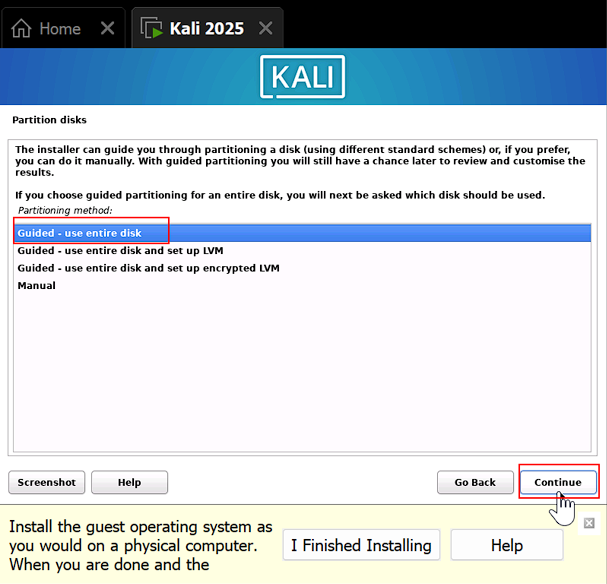 Home
Kali 2025
KALI
Partition disks
The installer can guide you through partitioning a disk (using different standard schemes) or, if you prefer,
you can do it manually. With guided partitioning you will still have a chance later to review and customise the
results.
If you choose guided partitioning for an entire disk, you will next be asked which disk should be used.
Partitioning method:
Guided - use entire disk
Guided - use entire disk and set up LVM
Guided - use entire disk and set up encrypted LVM
Manual
Screenshot
Help
Go Back
Continue
Install the guest operating system as
you would on a physical computer.
When you are done and the
I Finished Installing
Help